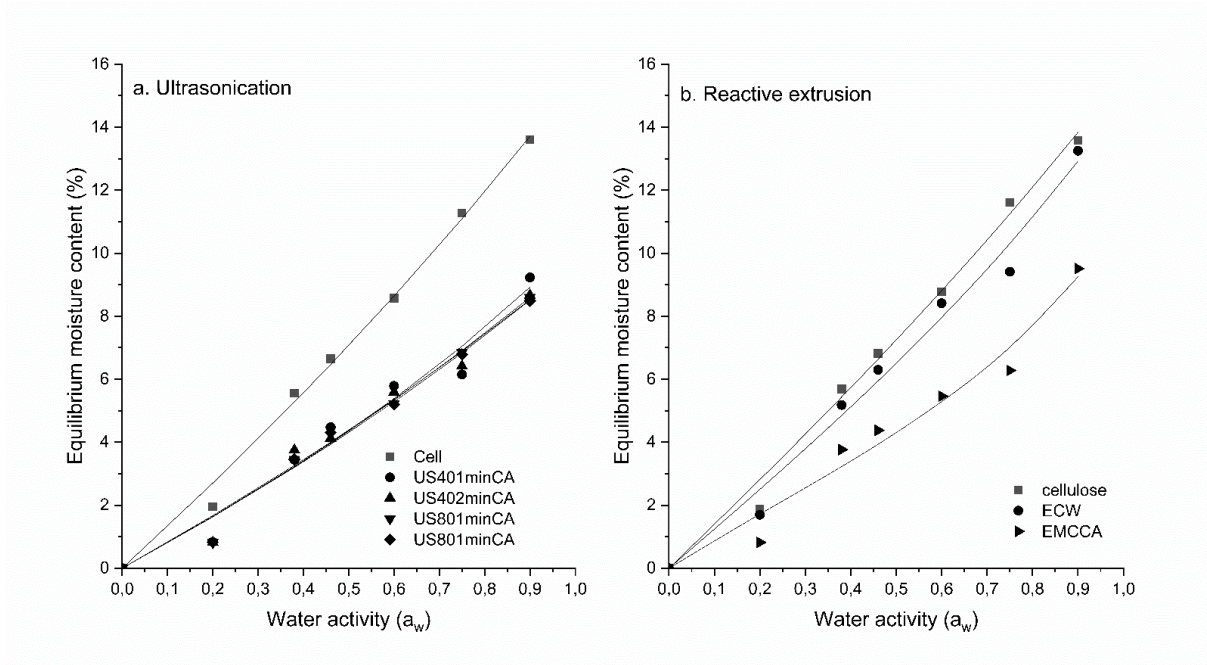 a. Ultrasonication
Equilibrium moisture content (%)
16
14
12
10
8
6
4
2
0
Cell
US401minCA
US402minCA
US801minCA
US801minCA
0,0 0,1 0,2 0,3 0,4 0,5 0,6 0,7 0,8 0,9 1,0
Water activity (aw)
b. Reactive extrusion
Equilibrium moisture content (%)
16
14
12
10
8
6
4
2
0
cellulose
ECW
EMCCA
0,0 0,1 0,2 0,3 0,4 0,5 0,6 0,7 0,8 0,9 1,0
Water activity (aw)